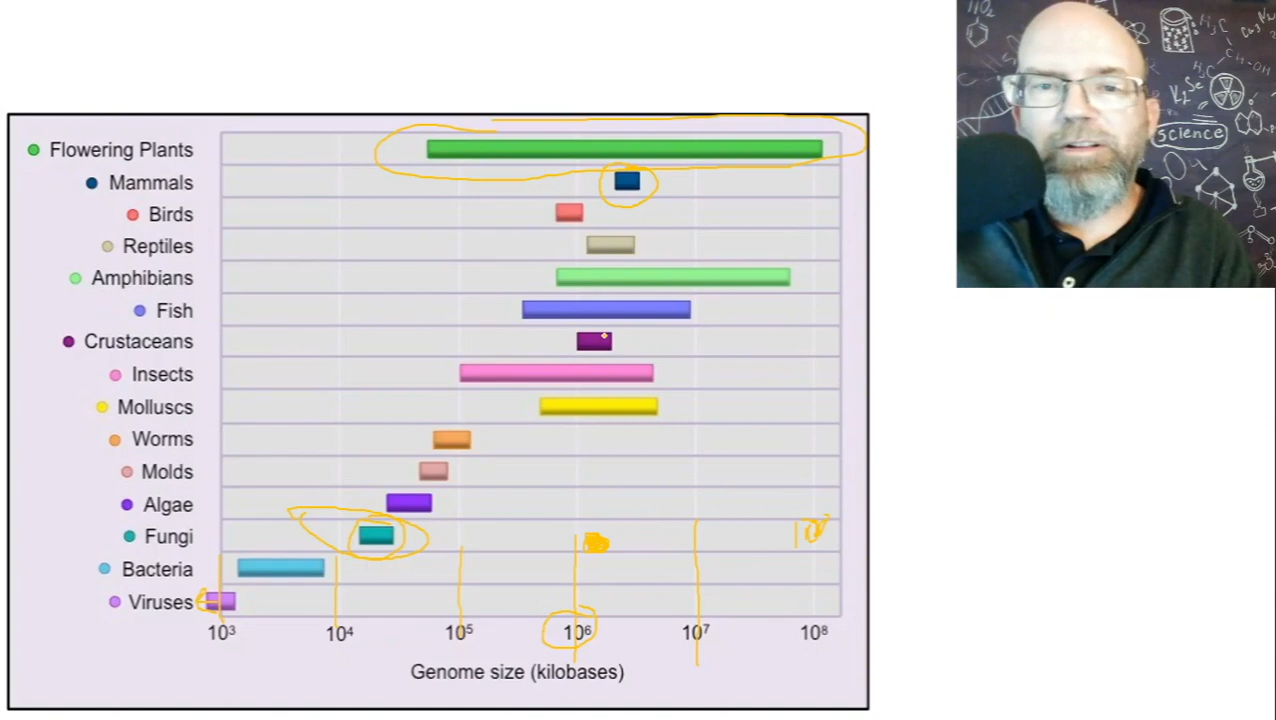 Flowering Plants
Mammals
Birds
Reptiles
Amphibians
Fish
Crustaceans
Insects
Molluscs
Worms
Molds
Algae
Fungi
Bacteria
Viruses
10³ 10⁴ 10⁵ 10⁶ 10⁷ 10⁸
Genome size (kilobases)
science